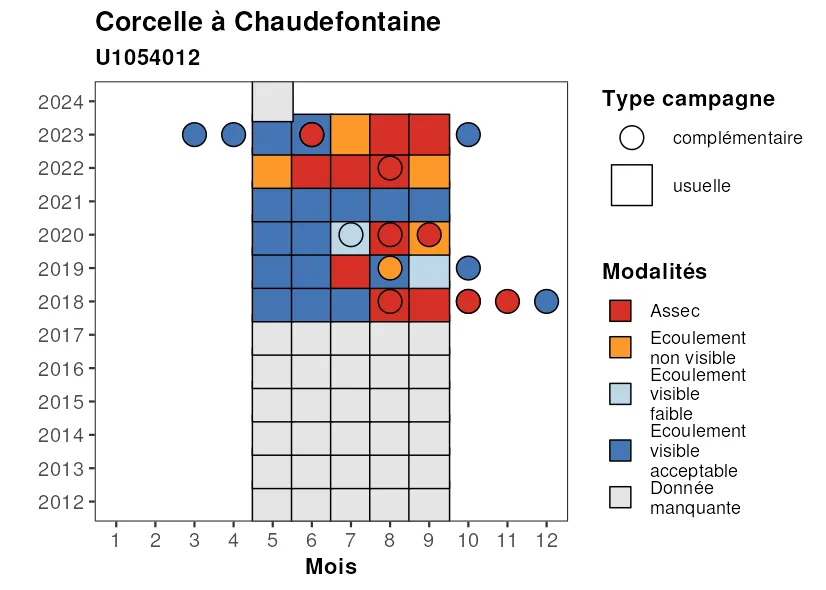 Corcelle à Chaudefontaine
U1054012
2024
2023
2022
2021
2020
2019
2018
2017
2016
2015
2014
2013
2012
1 2 3 4 5 6 7 8 9 10 11 12
Mois
Type campagne
complémentaire
usuelle
Modalités
Assec
Ecoulement
non visible
Ecoulement
visible
faible
Ecoulement
visible
acceptable
Donnée
manquante